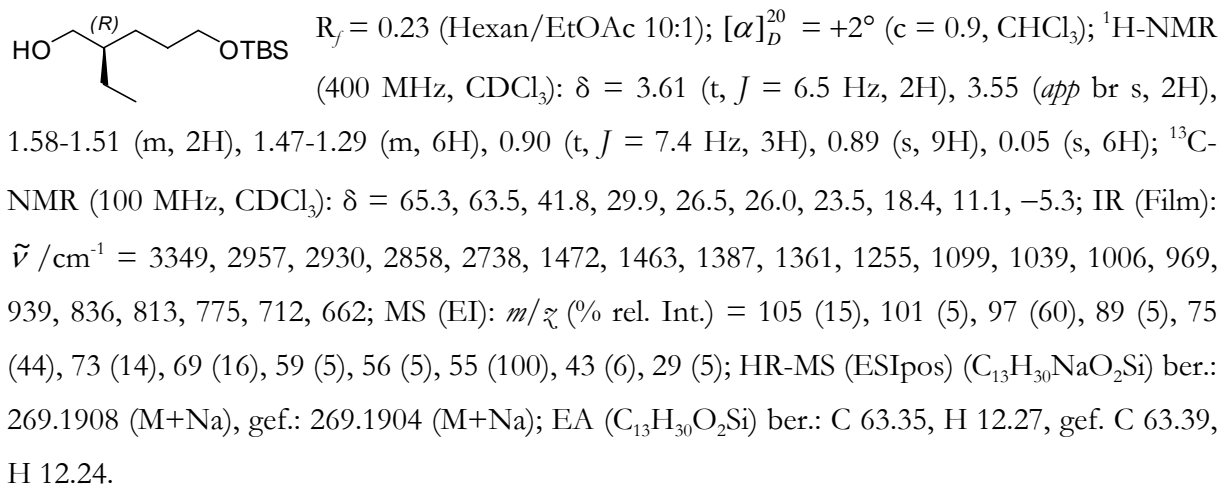 (R)
HO
OTBS
R𝑓 = 0.23 (Hexan/EtOAc 10:1); [α]D20 = +2° (c = 0.9, CHCl₃); ¹H-NMR
(400 MHz, CDCl₃): δ = 3.61 (t, J = 6.5 Hz, 2H), 3.55 (app br s, 2H),
1.58-1.51 (m, 2H), 1.47-1.29 (m, 6H), 0.90 (t, J = 7.4 Hz, 3H), 0.89 (s, 9H), 0.05 (s, 6H); ¹³C-
NMR (100 MHz, CDCl₃): δ = 65.3, 63.5, 41.8, 29.9, 26.5, 26.0, 23.5, 18.4, 11.1, −5.3; IR (Film):
ṽ /cm⁻¹ = 3349, 2957, 2930, 2858, 2738, 1472, 1463, 1387, 1361, 1255, 1099, 1039, 1006, 969,
939, 836, 813, 775, 712, 662; MS (EI): m/z (% rel. Int.) = 105 (15), 101 (5), 97 (60), 89 (5), 75
(44), 73 (14), 69 (16), 59 (5), 56 (5), 55 (100), 43 (6), 29 (5); HR-MS (ESIpos) (C₁₃H₃₀NaO₂Si) ber.:
269.1908 (M+Na), gef.: 269.1904 (M+Na); EA (C₁₃H₃₀O₂Si) ber.: C 63.35, H 12.27, gef. C 63.39,
H 12.24.